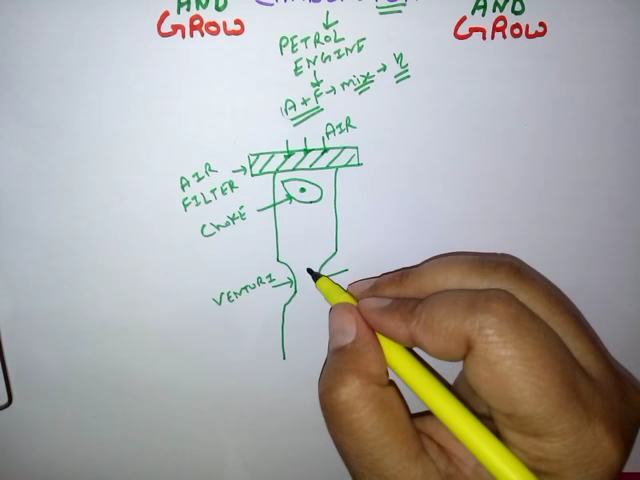 AND
GROW
AND
GROW
PETROL
ENGINE
A+F→mix→η
AIR
AIR
FILTER
CHOKE
VENTURI